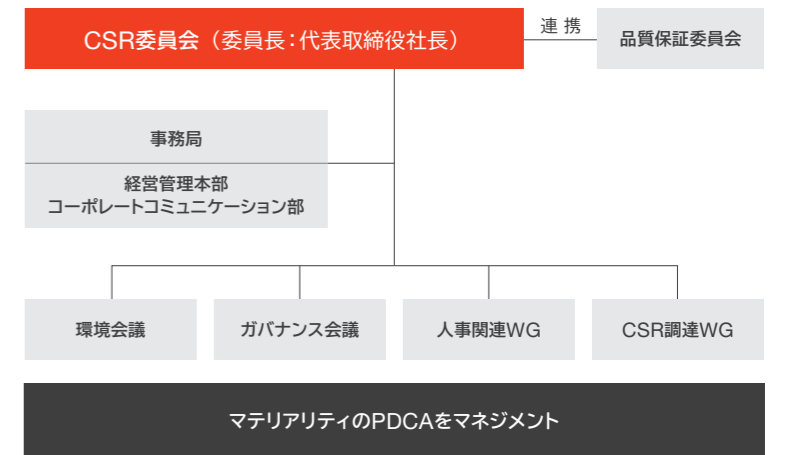 CSR委員会（委員長：代表取締役社長）
連携
品質保証委員会
事務局
経営管理本部
コーポレートコミュニケーション部
環境会議
ガバナンス会議
人事関連WG
CSR調達WG
マテリアリティのPDCAをマネジメント